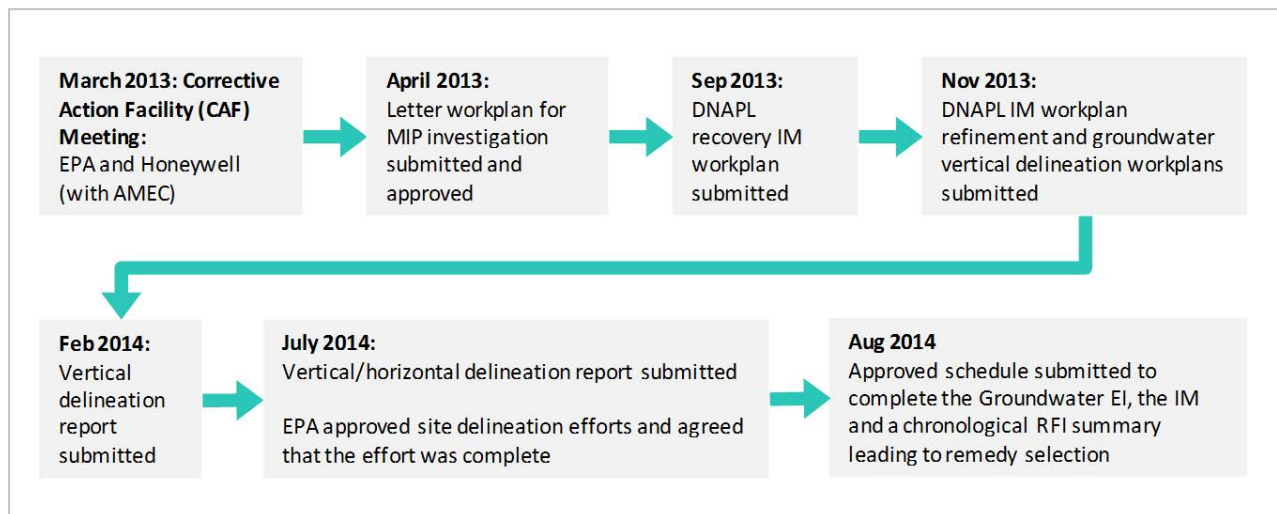 March 2013: Corrective
Action Facility (CAF)
Meeting:
EPA and Honeywell
(with AMEC)
April 2013:
Letter workplan for
MIP investigation
submitted and
approved
Sep 2013:
DNAPL
recovery IM
workplan
submitted
Nov 2013:
DNAPL IM workplan
refinement and groundwater
vertical delineation workplans
submitted
Feb 2014:
Vertical
delineation
report
submitted
July 2014:
Vertical/horizontal delineation report submitted
EPA approved site delineation efforts and agreed
that the effort was complete
Aug 2014
Approved schedule submitted to
complete the Groundwater EI, the IM
and a chronological RFI summary
leading to remedy selection